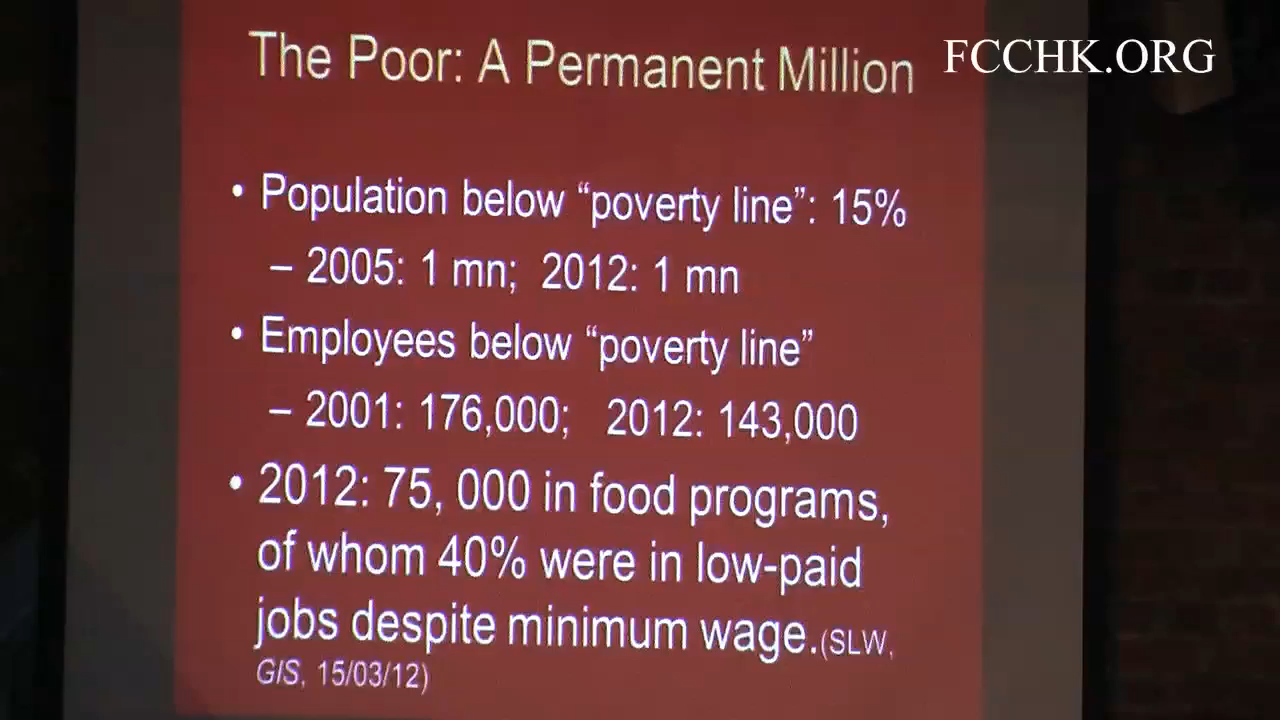 The Poor: A Permanent Million
FCCHK.ORG
• Population below “poverty line”: 15%
– 2005: 1 mn; 2012: 1 mn
• Employees below “poverty line”
– 2001: 176,000; 2012: 143,000
• 2012: 75, 000 in food programs,
of whom 40% were in low-paid
jobs despite minimum wage.(SLW,
GIS, 15/03/12)